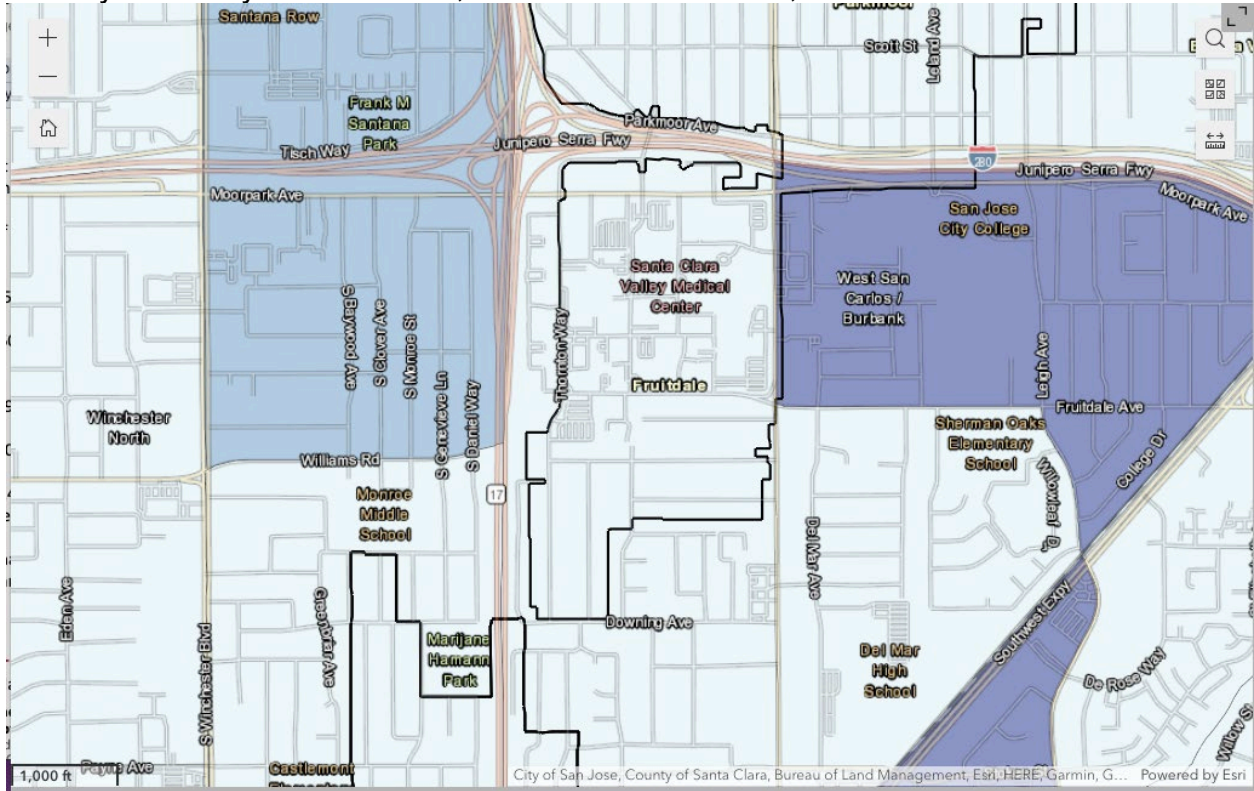 Santana Row
Parkmoor
Scott St
Leland Ave
Frank M
Santana
Park
Parkmoor Ave
Tisch Way
Junipero Serra Fwy
280
Junipero Serra Fwy
Moorpark Ave
Moorpark Ave
San Jose
City College
Santa Clara
Valley Medical
Center
West San
Carlos /
Burbank
S Baywood Ave
S Clover Ave
S Monroe St
Thornton Way
Leigh Ave
S Genevieve Ln
S Daniel Way
Fruitdale
Fruitdale Ave
Winchester
North
Sherman Oaks
Elementary
School
College Dr
Williams Rd
Willowleaf Dr
Monroe
Middle
School
17
Del Mar Ave
Eden Ave
Greenbriar Ave
Southwest Expy
Downing Ave
S Winchester Blvd
Marijane
Hamann
Park
Del Mar
High
School
De Rose Way
Willow S
Payne Ave
Castlemont
1,000 ft
City of San Jose, County of Santa Clara, Bureau of Land Management, Esri, HERE, Garmin, G...
Powered by Esri